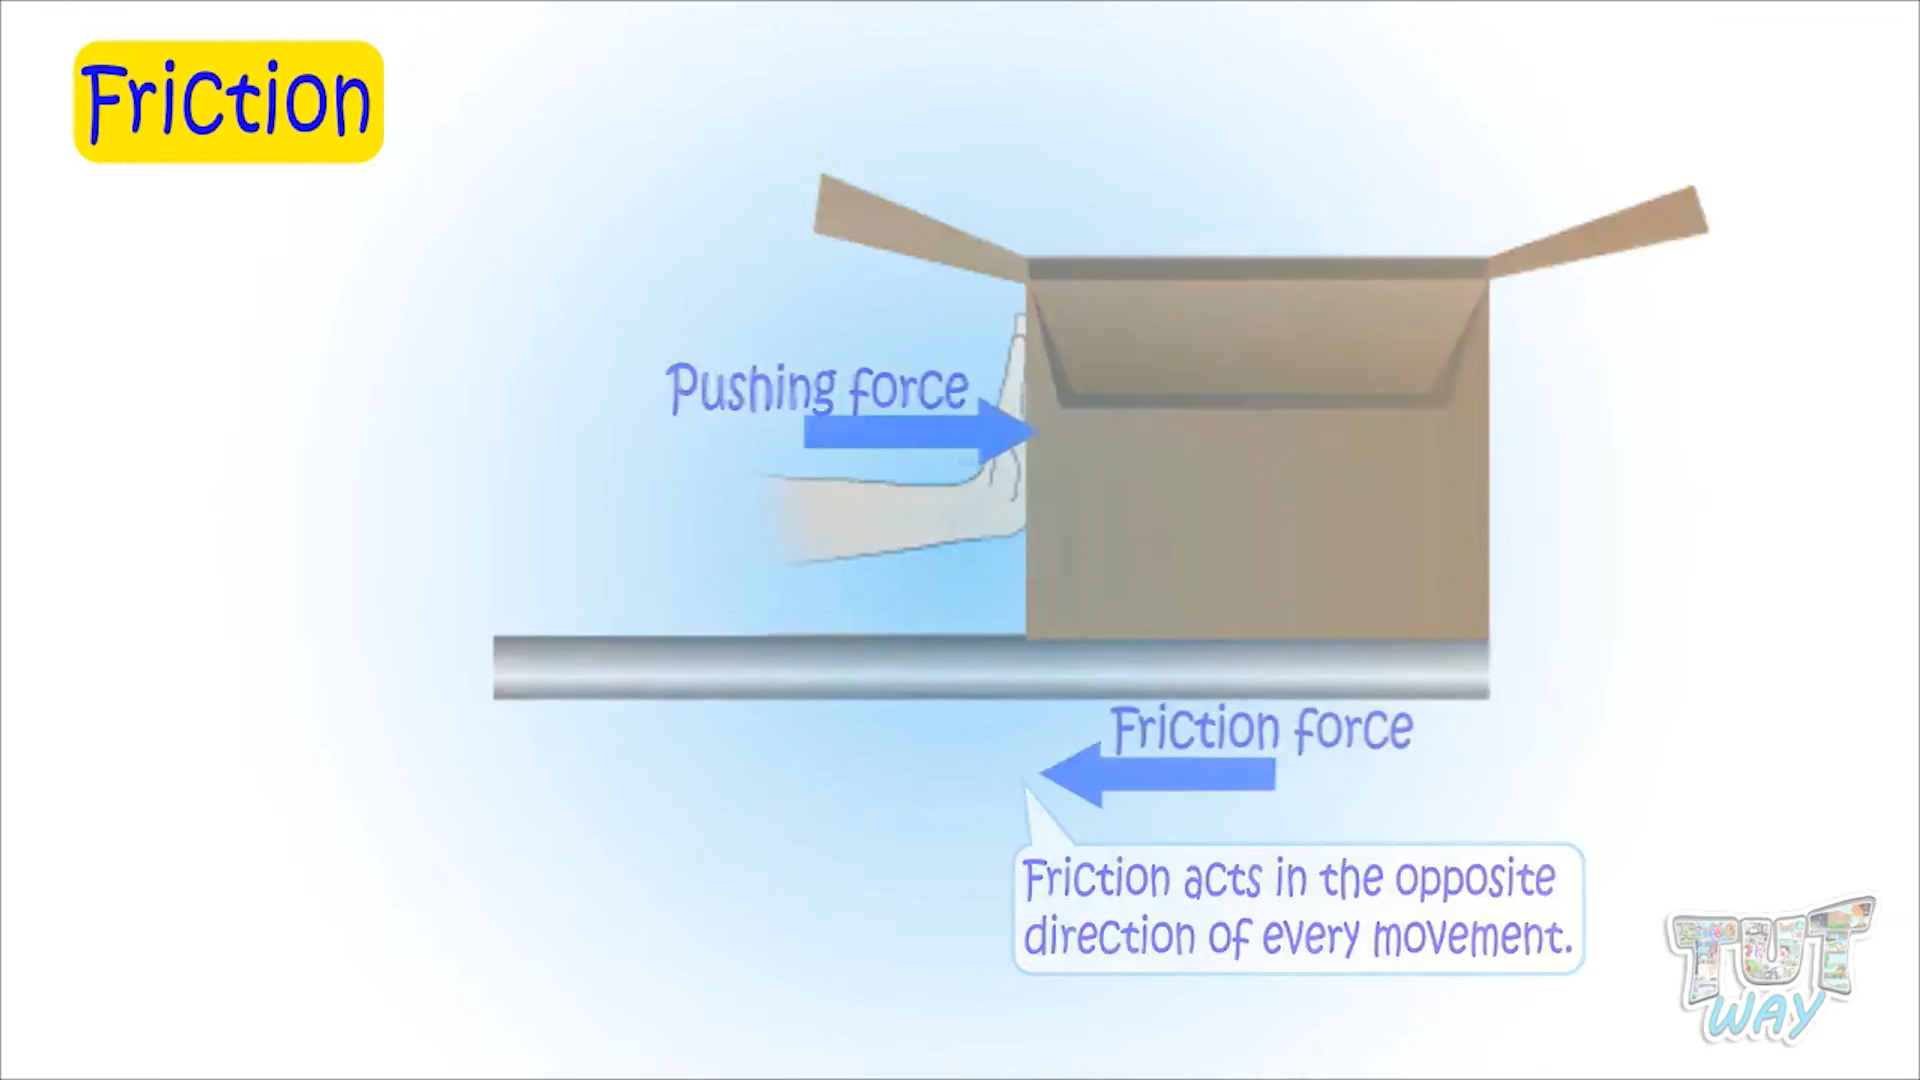 Friction
Pushing force
Friction force
Friction acts in the opposite
direction of every movement.
TUT
WAY